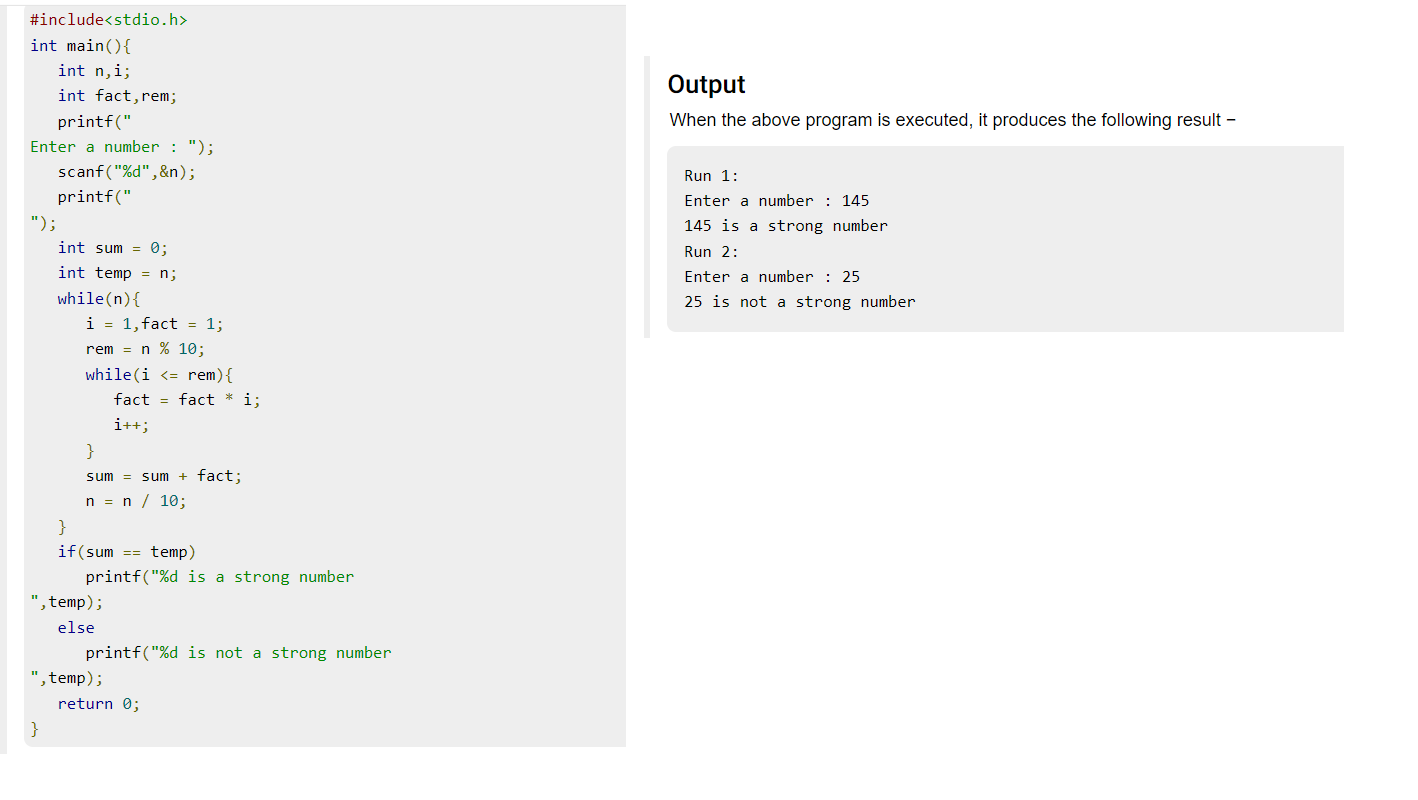 #include<stdio.h>
int main(){
   int n,i;
   int fact,rem;
   printf("
Enter a number : ");
   scanf("%d",&n);
   printf("
");
   int sum = 0;
   int temp = n;
   while(n){
      i = 1,fact = 1;
      rem = n % 10;
      while(i <= rem){
         fact = fact * i;
         i++;
      }
      sum = sum + fact;
      n = n / 10;
   }
   if(sum == temp)
      printf("%d is a strong number
",temp);
   else
      printf("%d is not a strong number
",temp);
   return 0;
}
Output
When the above program is executed, it produces the following result −
Run 1:
Enter a number : 145
145 is a strong number
Run 2:
Enter a number : 25
25 is not a strong number